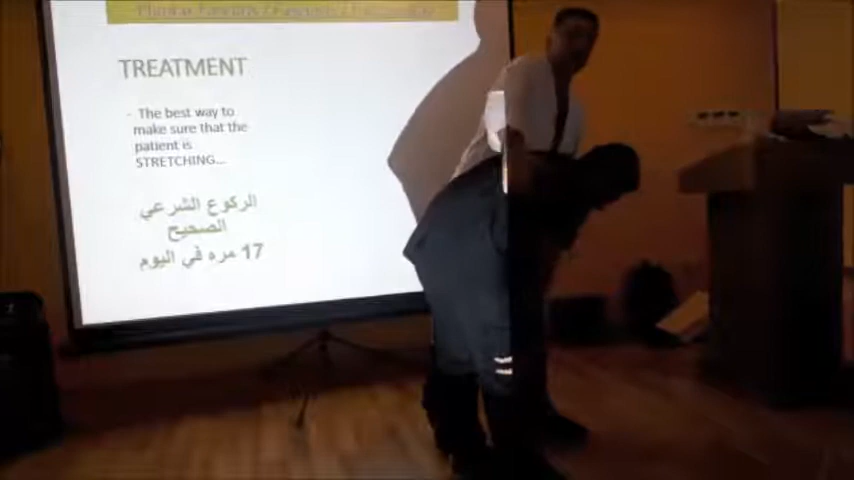 TREATMENT
- The best way to
make sure that the
patient is
STRETCHING...
الركوع الشرعي
الصحيح
17 مره في اليوم